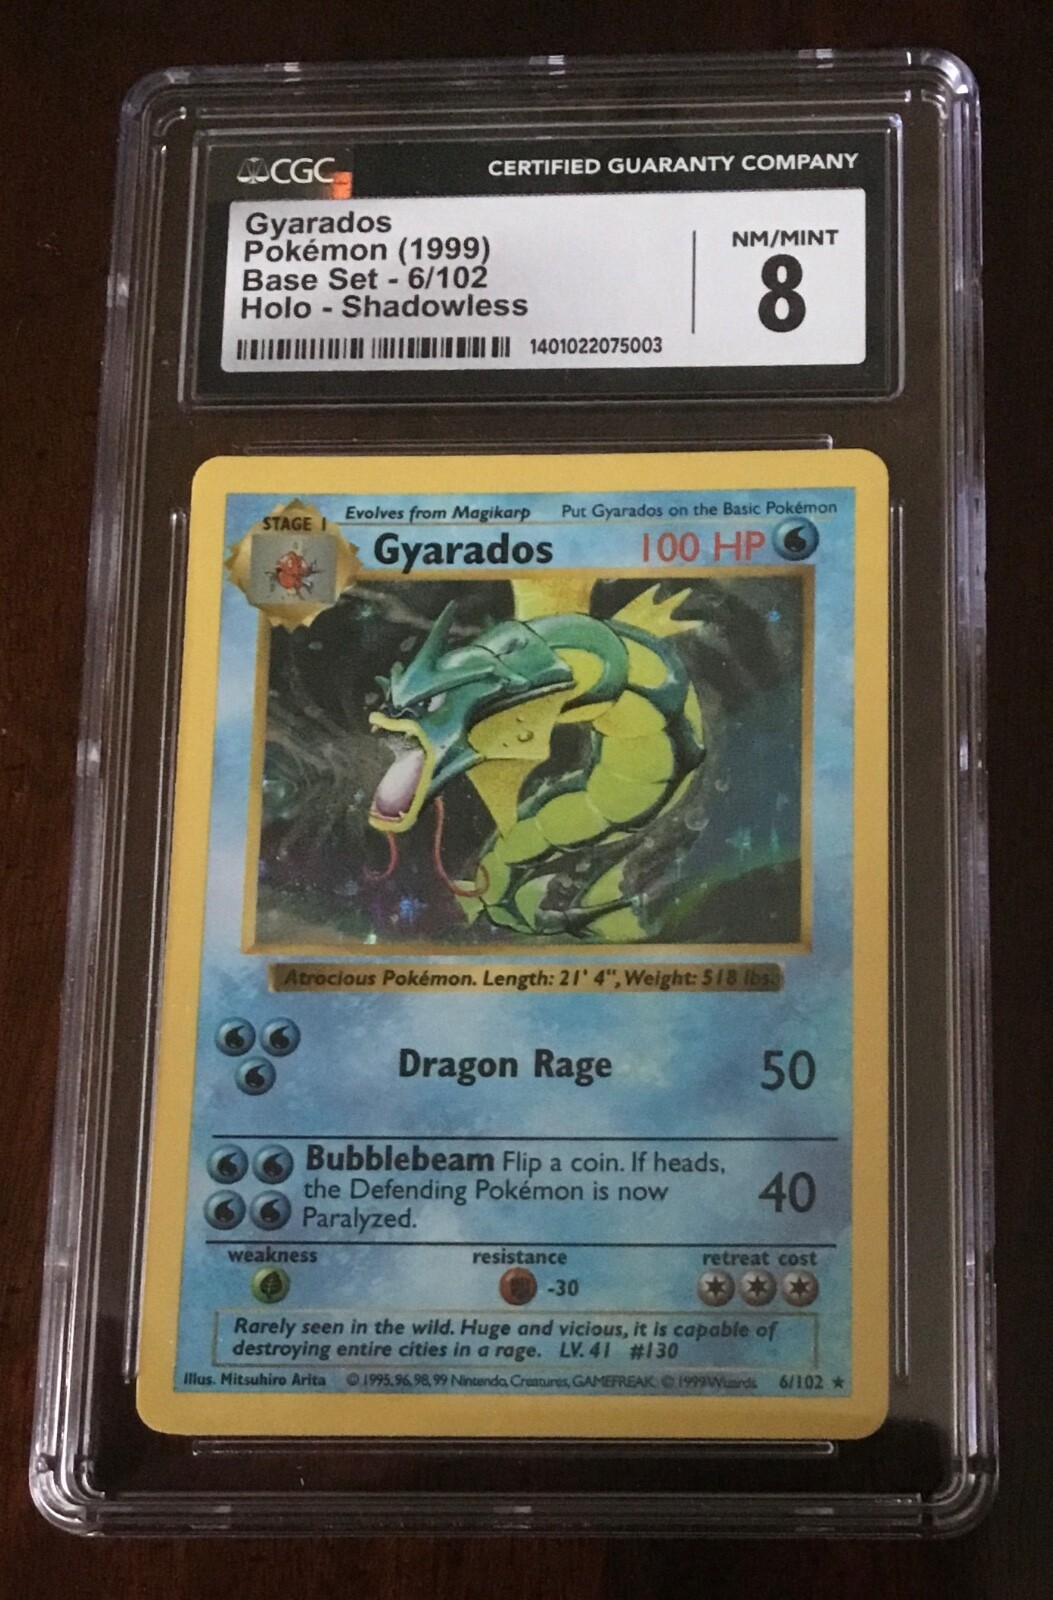 CGC
CERTIFIED GUARANTY COMPANY
Gyarados
Pokémon (1999)
Base Set - 6/102
Holo - Shadowless
NM/MINT
8
1401022075003
STAGE 1
Evolves from Magikarp
Put Gyarados on the Basic Pokémon
Gyarados
100 HP
Atrocious Pokémon. Length: 21' 4", Weight: 518 lbs.
Dragon Rage
50
Bubblebeam Flip a coin. If heads,
the Defending Pokémon is now
Paralyzed.
40
weakness
resistance
retreat cost
-30
Rarely seen in the wild. Huge and vicious, it is capable of
destroying entire cities in a rage. LV. 41 #130
Illus. Mitsuhiro Arita © 1995, 96, 98, 99 Nintendo, Creatures, GAMEFREAK. © 1999 Wizards. 6/102 ★